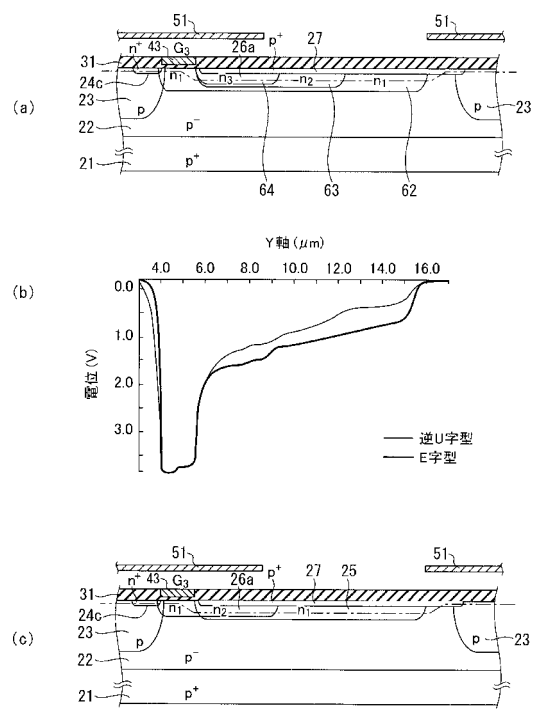 51
51
n+ 43 G3 26a p+ 27
31
n1 n3 n2 n1
24c
23 p p 23
22 p−
21 p+
64 63 62
(a)
Y軸(μm)
4.0 6.0 8.0 10.0 12.0 14.0 16.0
(b)
0.0
1.0
2.0
3.0
電位(V)
逆U字型
E字型
51
51
n+ 43 G3 26a p+ 27 25
31
n1 n2 n1
24c
23 p p 23
22 p−
21 p+
(c)